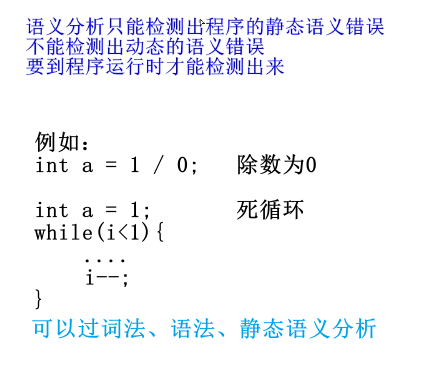 语义分析只能检测出程序的静态语义错误
不能检测出动态的语义错误
要到程序运行时才能检测出来
例如：
int a = 1 / 0; 除数为0
int a = 1; 死循环
while(i<1){
....
i--;
}
可以过词法、语法、静态语义分析